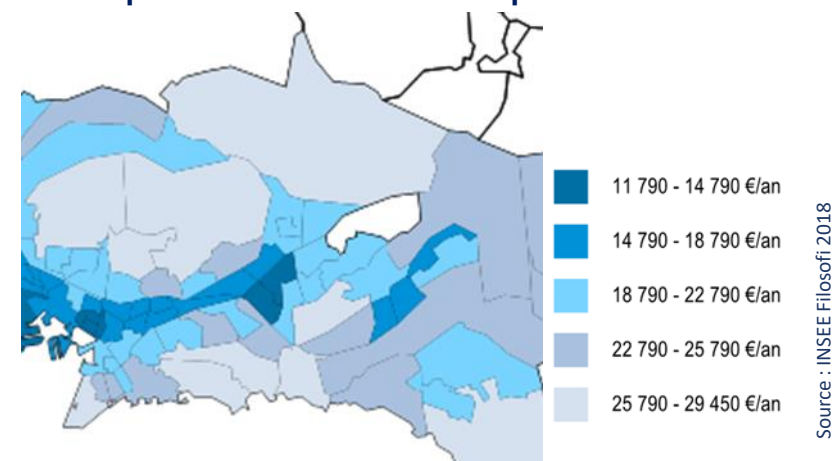 11 790 - 14 790 €/an
14 790 - 18 790 €/an
18 790 - 22 790 €/an
22 790 - 25 790 €/an
25 790 - 29 450 €/an
Source : INSEE Filosofi 2018